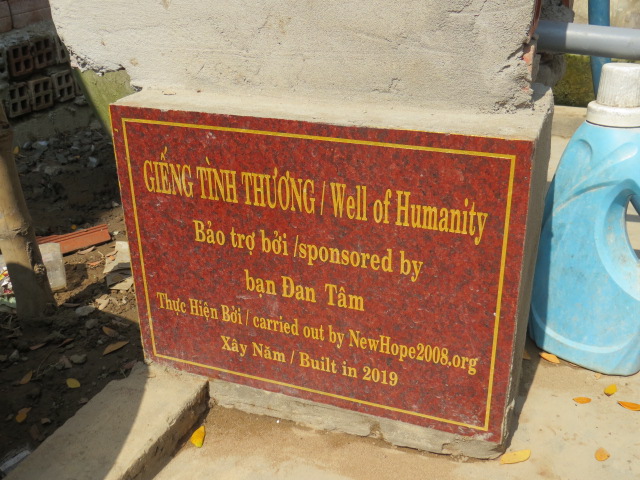 GIẾNG TÌNH THƯƠNG / Well of Humanity
Bảo trợ bởi /sponsored by
bạn Đan Tâm
Thực Hiện Bởi / carried out by NewHope2008.org
Xây Năm / Built in 2019